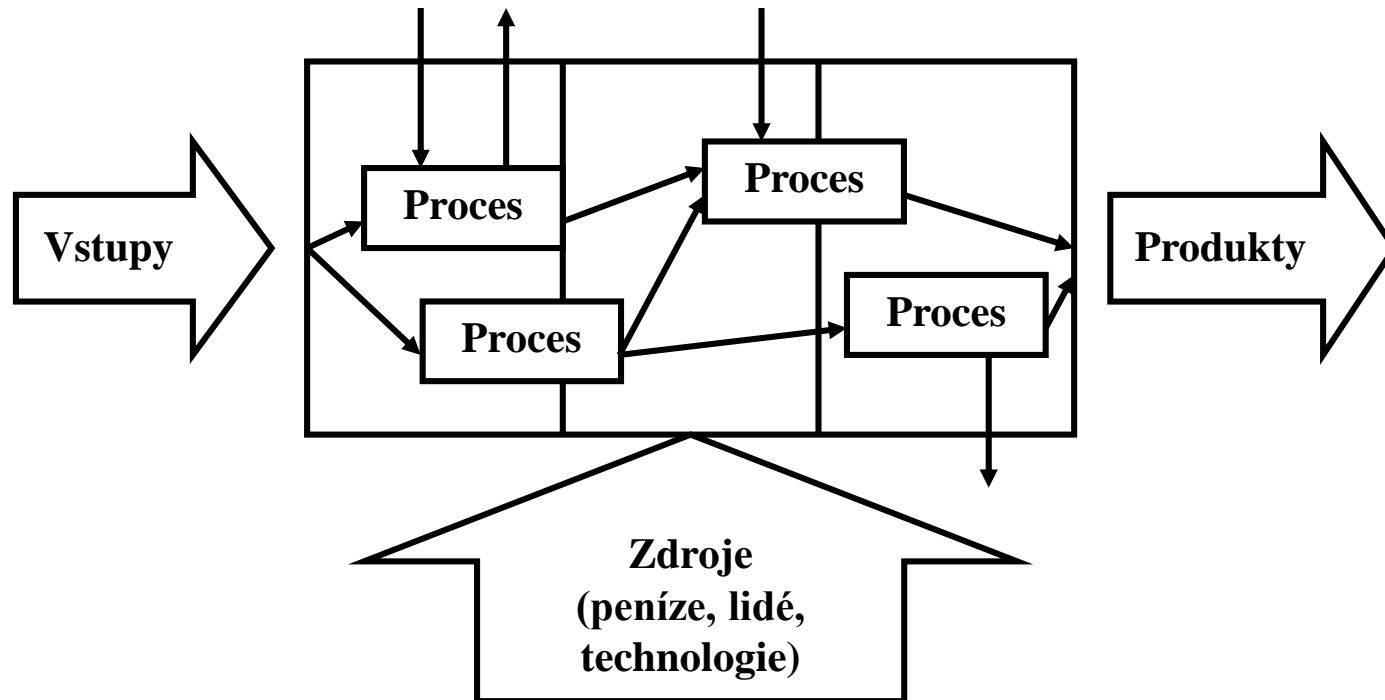 Vstupy
Proces
Proces
Proces
Proces
Produkty
Zdroje
(peníze, lidé,
technologie)